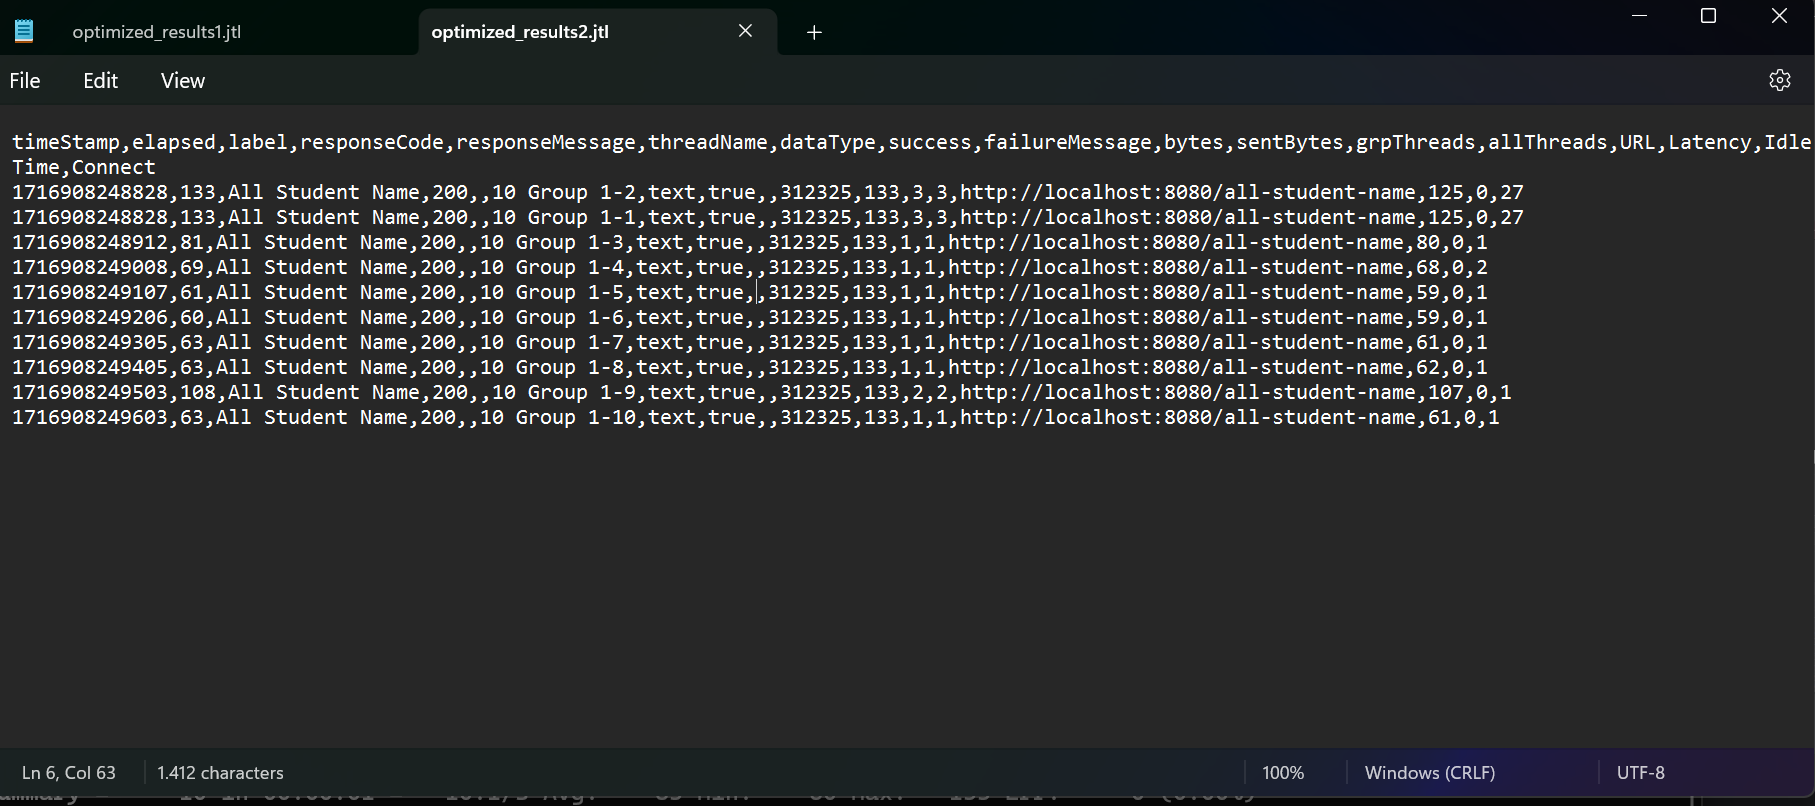 optimized_results1.jtl
optimized_results2.jtl
File Edit View
timeStamp,elapsed,label,responseCode,responseMessage,threadName,dataType,success,failureMessage,bytes,sentBytes,grpThreads,allThreads,URL,Latency,Idle
Time,Connect
1716908248828,133,All Student Name,200,,10 Group 1-2,text,true,,312325,133,3,3,http://localhost:8080/all-student-name,125,0,27
1716908248828,133,All Student Name,200,,10 Group 1-1,text,true,,312325,133,3,3,http://localhost:8080/all-student-name,125,0,27
1716908248912,81,All Student Name,200,,10 Group 1-3,text,true,,312325,133,1,1,http://localhost:8080/all-student-name,80,0,1
1716908249008,69,All Student Name,200,,10 Group 1-4,text,true,,312325,133,1,1,http://localhost:8080/all-student-name,68,0,2
1716908249107,61,All Student Name,200,,10 Group 1-5,text,true,,312325,133,1,1,http://localhost:8080/all-student-name,59,0,1
1716908249206,60,All Student Name,200,,10 Group 1-6,text,true,,312325,133,1,1,http://localhost:8080/all-student-name,59,0,1
1716908249305,63,All Student Name,200,,10 Group 1-7,text,true,,312325,133,1,1,http://localhost:8080/all-student-name,61,0,1
1716908249405,63,All Student Name,200,,10 Group 1-8,text,true,,312325,133,1,1,http://localhost:8080/all-student-name,62,0,1
1716908249503,108,All Student Name,200,,10 Group 1-9,text,true,,312325,133,2,2,http://localhost:8080/all-student-name,107,0,1
1716908249603,63,All Student Name,200,,10 Group 1-10,text,true,,312325,133,1,1,http://localhost:8080/all-student-name,61,0,1
Ln 6, Col 63 1.412 characters 100% Windows (CRLF) UTF-8